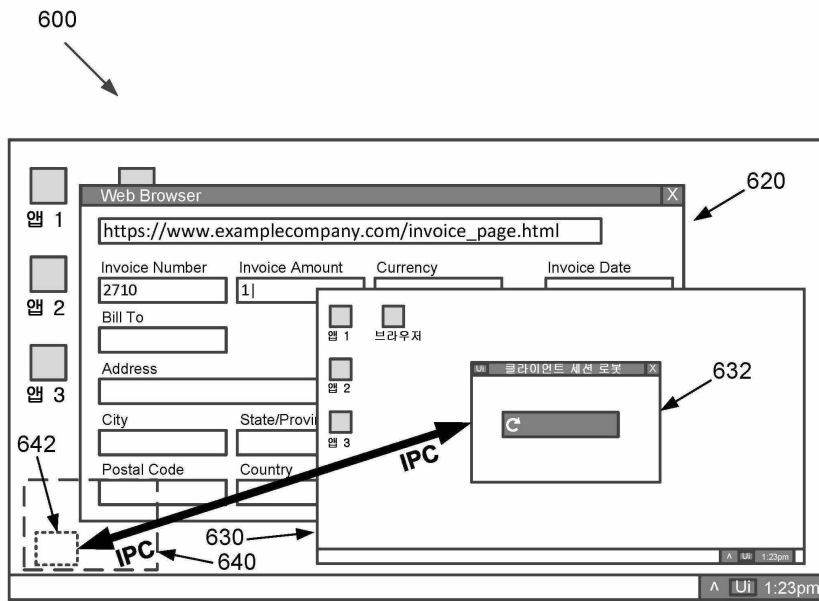 600
620
Web Browser X
https://www.examplecompany.com/invoice_page.html
앱 1
앱 2
앱 3
Invoice Number Invoice Amount Currency Invoice Date
2710 1|
Bill To
Address
City State/Provi
Postal Code Country
앱 1 브라우저
앱 2
앱 3
Ui 클라이언트 세션 로봇 X
632
642
IPC
IPC
630
640
^ Ui 1:23pm
^ Ui 1:23pm